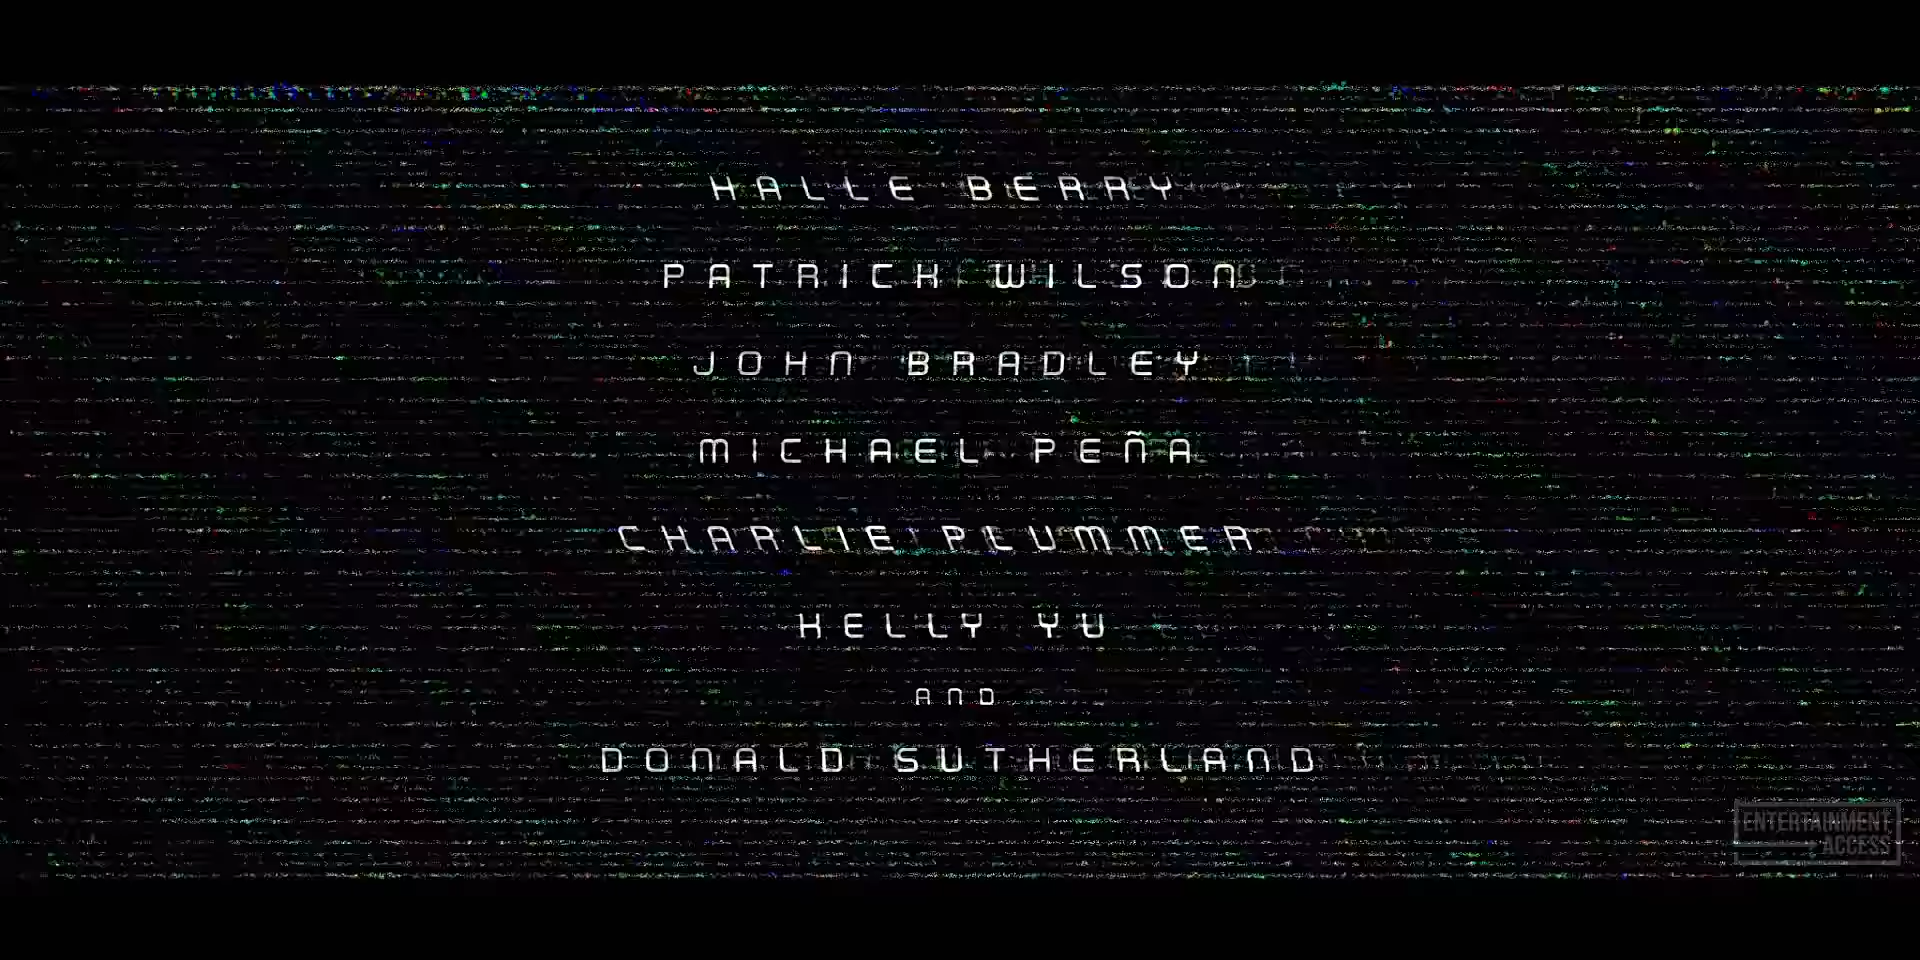 HALLE BERRY
PATRICK WILSON
JOHN BRADLEY
MICHAEL PEÑA
CHARLIE PLUMMER
KELLY YU
AND
DONALD SUTHERLAND
ENTERTAINMENT
ACCESS